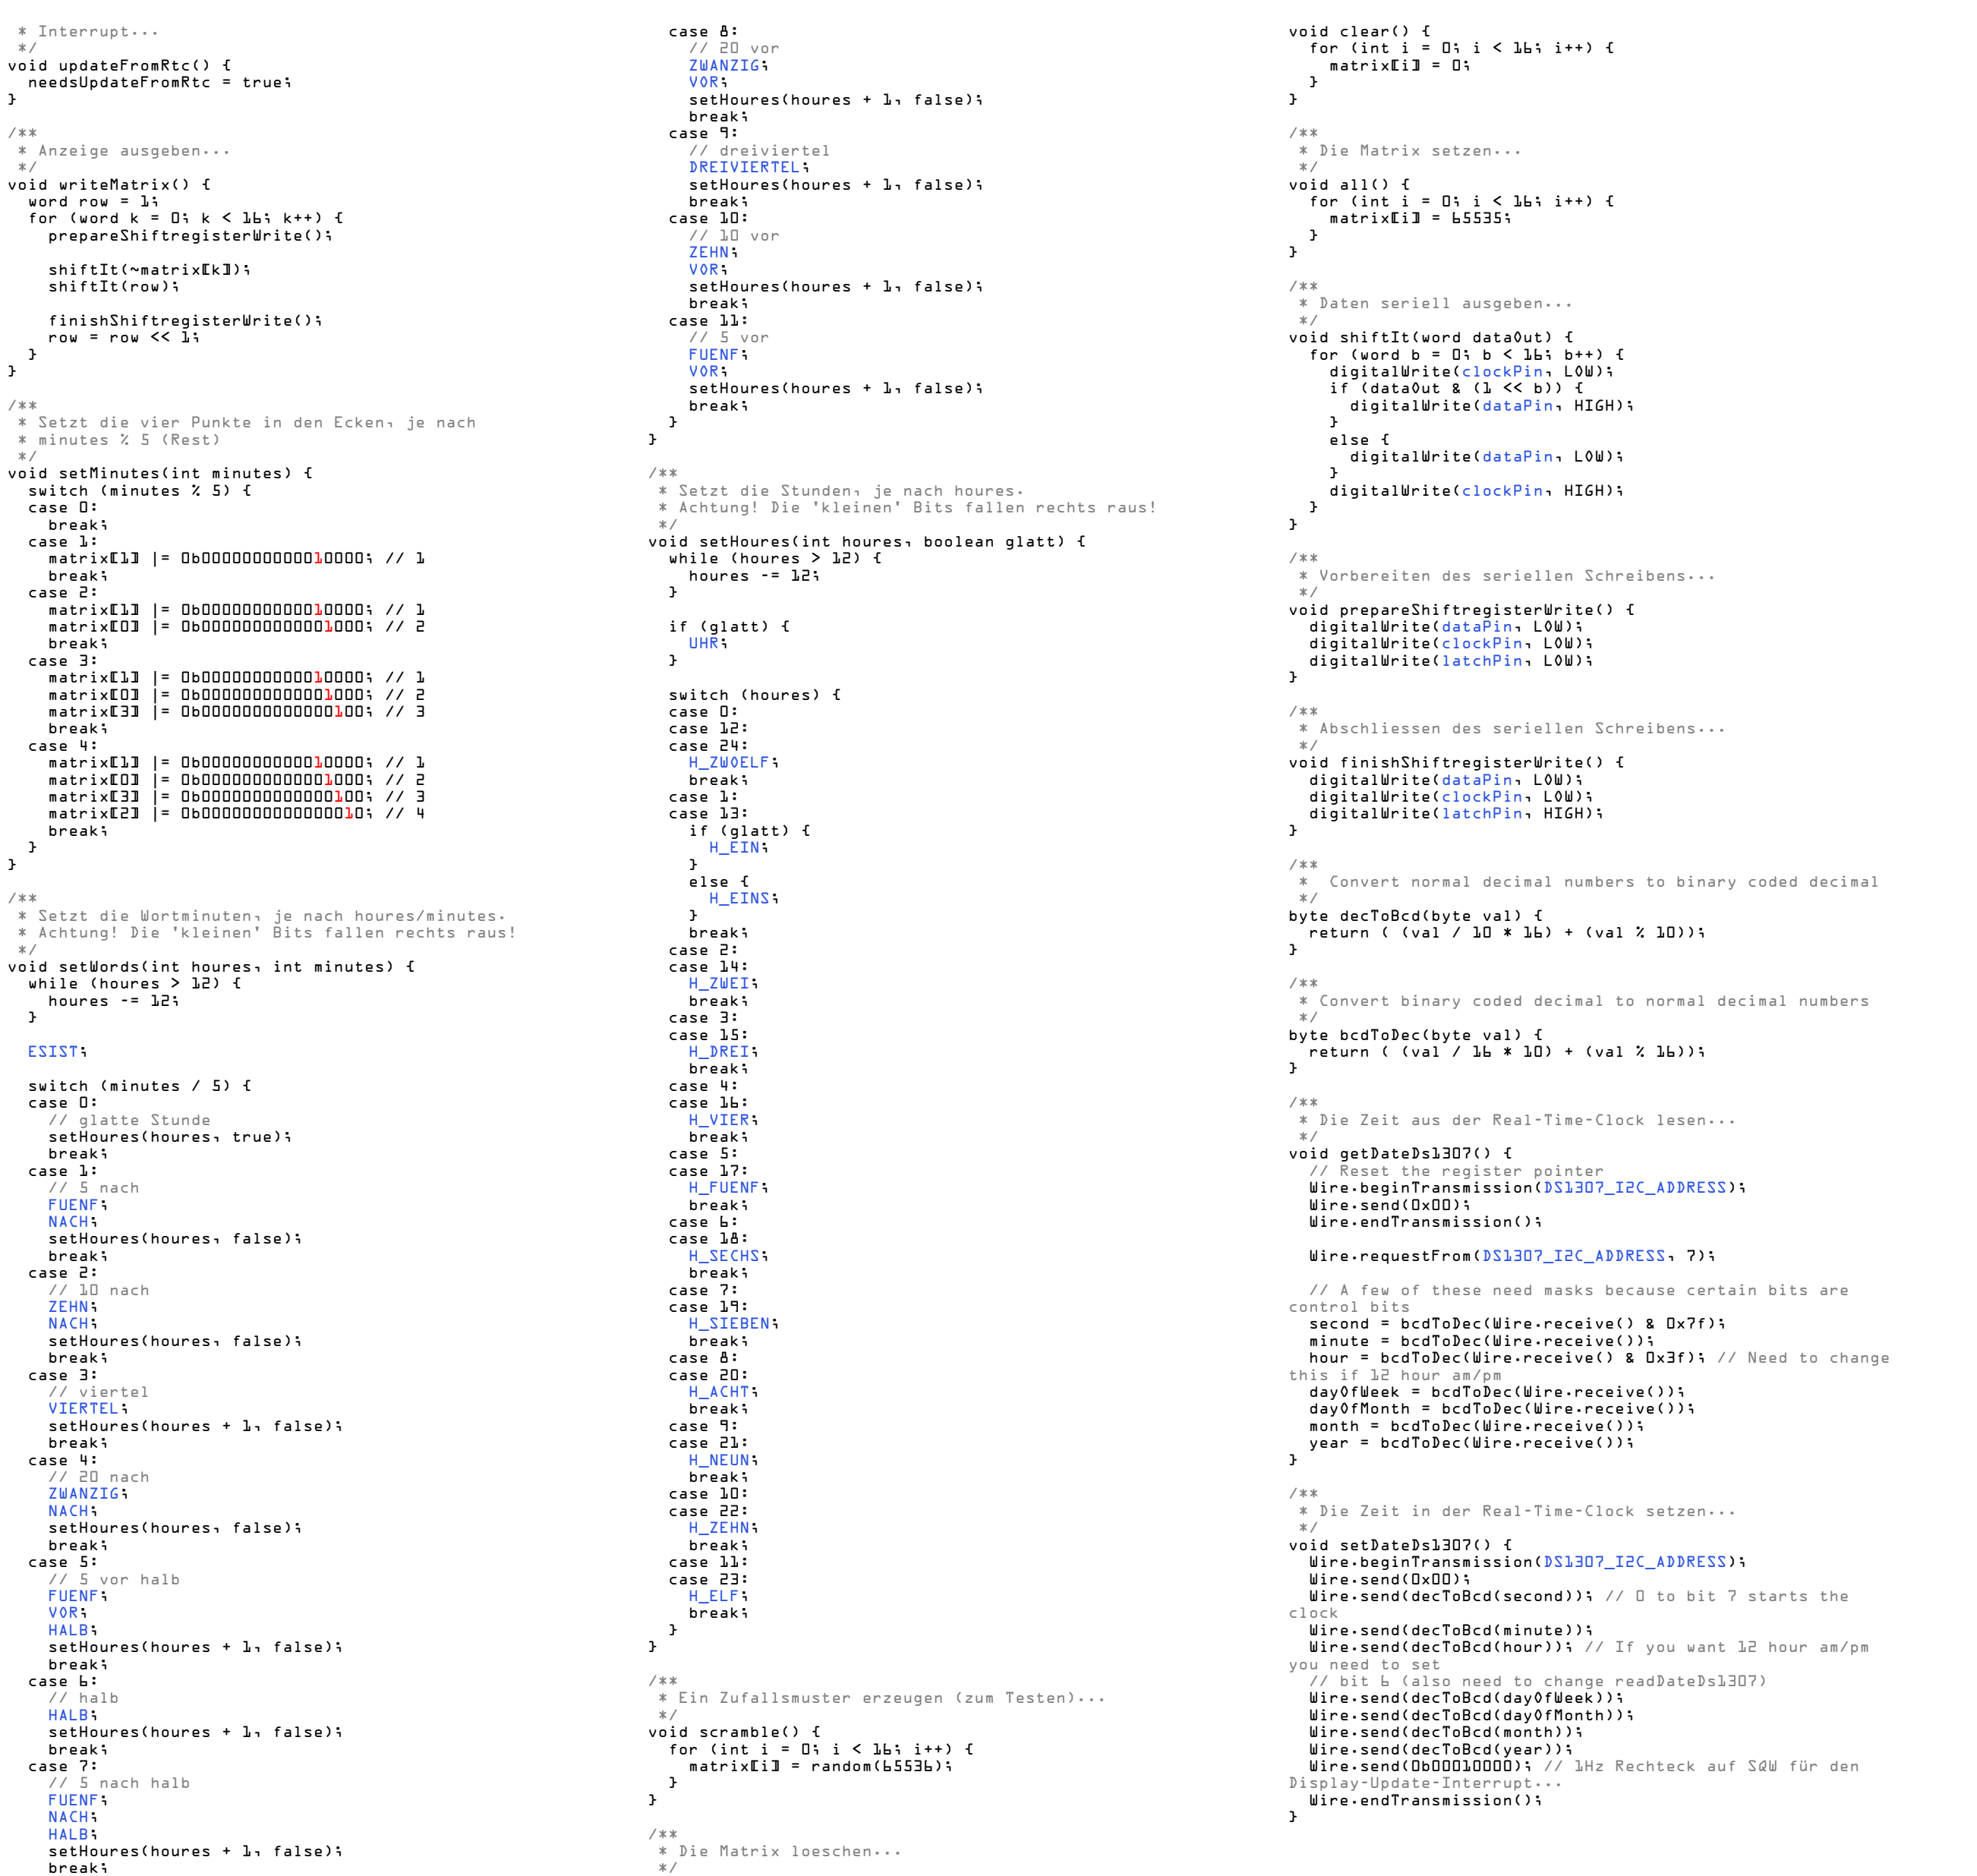 * Interrupt...
 */
void updateFromRtc() {
  needsUpdateFromRtc = true;
}

/**
 * Anzeige ausgeben...
 */
void writeMatrix() {
  word row = 1;
  for (word k = 0; k < 16; k++) {
    prepareShiftregisterWrite();

    shiftIt(~matrix[k]);
    shiftIt(row);

    finishShiftregisterWrite();
    row = row << 1;
  }
}

/**
 * Setzt die vier Punkte in den Ecken, je nach
 * minutes % 5 (Rest)
 */
void setMinutes(int minutes) {
  switch (minutes % 5) {
  case 0:
    break;
  case 1:
    matrix[1] |= 0b0000000000010000; // 1
    break;
  case 2:
    matrix[1] |= 0b0000000000010000; // 1
    matrix[0] |= 0b0000000000001000; // 2
    break;
  case 3:
    matrix[1] |= 0b0000000000010000; // 1
    matrix[0] |= 0b0000000000001000; // 2
    matrix[3] |= 0b0000000000000100; // 3
    break;
  case 4:
    matrix[1] |= 0b0000000000010000; // 1
    matrix[0] |= 0b0000000000001000; // 2
    matrix[3] |= 0b0000000000000100; // 3
    matrix[2] |= 0b0000000000000010; // 4
    break;
  }
}

/**
 * Setzt die Wortminuten, je nach houres/minutes.
 * Achtung! Die 'kleinen' Bits fallen rechts raus!
 */
void setWords(int houres, int minutes) {
  while (houres > 12) {
    houres -= 12;
  }

  ESIST;

  switch (minutes / 5) {
  case 0:
    // glatte Stunde
    setHoures(houres, true);
    break;
  case 1:
    // 5 nach
    FUENF;
    NACH;
    setHoures(houres, false);
    break;
  case 2:
    // 10 nach
    ZEHN;
    NACH;
    setHoures(houres, false);
    break;
  case 3:
    // viertel
    VIERTEL;
    setHoures(houres + 1, false);
    break;
  case 4:
    // 20 nach
    ZWANZIG;
    NACH;
    setHoures(houres, false);
    break;
  case 5:
    // 5 vor halb
    FUENF;
    VOR;
    HALB;
    setHoures(houres + 1, false);
    break;
  case 6:
    // halb
    HALB;
    setHoures(houres + 1, false);
    break;
  case 7:
    // 5 nach halb
    FUENF;
    NACH;
    HALB;
    setHoures(houres + 1, false);
    break;
  case 8:
    // 20 vor
    ZWANZIG;
    VOR;
    setHoures(houres + 1, false);
    break;
  case 9:
    // dreiviertel
    DREIVIERTEL;
    setHoures(houres + 1, false);
    break;
  case 10:
    // 10 vor
    ZEHN;
    VOR;
    setHoures(houres + 1, false);
    break;
  case 11:
    // 5 vor
    FUENF;
    VOR;
    setHoures(houres + 1, false);
    break;
  }
}

/**
 * Setzt die Stunden, je nach houres.
 * Achtung! Die 'kleinen' Bits fallen rechts raus!
 */
void setHoures(int houres, boolean glatt) {
  while (houres > 12) {
    houres -= 12;
  }

  if (glatt) {
    UHR;
  }

  switch (houres) {
  case 0:
  case 12:
  case 24:
    H_ZWOELF;
    break;
  case 1:
  case 13:
    if (glatt) {
      H_EIN;
    }
    else {
      H_EINS;
    }
    break;
  case 2:
  case 14:
    H_ZWEI;
    break;
  case 3:
  case 15:
    H_DREI;
    break;
  case 4:
  case 16:
    H_VIER;
    break;
  case 5:
  case 17:
    H_FUENF;
    break;
  case 6:
  case 18:
    H_SECHS;
    break;
  case 7:
  case 19:
    H_SIEBEN;
    break;
  case 8:
  case 20:
    H_ACHT;
    break;
  case 9:
  case 21:
    H_NEUN;
    break;
  case 10:
  case 22:
    H_ZEHN;
    break;
  case 11:
  case 23:
    H_ELF;
    break;
  }
}

/**
 * Ein Zufallsmuster erzeugen (zum Testen)...
 */
void scramble() {
  for (int i = 0; i < 16; i++) {
    matrix[i] = random(65536);
  }
}

/**
 * Die Matrix loeschen...
 */
void clear() {
  for (int i = 0; i < 16; i++) {
    matrix[i] = 0;
  }
}

/**
 * Die Matrix setzen...
 */
void all() {
  for (int i = 0; i < 16; i++) {
    matrix[i] = 65535;
  }
}

/**
 * Daten seriell ausgeben...
 */
void shiftIt(word dataOut) {
  for (word b = 0; b < 16; b++) {
    digitalWrite(clockPin, LOW);
    if (dataOut & (1 << b)) {
      digitalWrite(dataPin, HIGH);
    }
    else {
      digitalWrite(dataPin, LOW);
    }
    digitalWrite(clockPin, HIGH);
  }
}

/**
 * Vorbereiten des seriellen Schreibens...
 */
void prepareShiftregisterWrite() {
  digitalWrite(dataPin, LOW);
  digitalWrite(clockPin, LOW);
  digitalWrite(latchPin, LOW);
}

/**
 * Abschliessen des seriellen Schreibens...
 */
void finishShiftregisterWrite() {
  digitalWrite(dataPin, LOW);
  digitalWrite(clockPin, LOW);
  digitalWrite(latchPin, HIGH);
}

/**
 *  Convert normal decimal numbers to binary coded decimal
 */
byte decToBcd(byte val) {
  return ( (val / 10 * 16) + (val % 10));
}

/**
 * Convert binary coded decimal to normal decimal numbers
 */
byte bcdToDec(byte val) {
  return ( (val / 16 * 10) + (val % 16));
}

/**
 * Die Zeit aus der Real-Time-Clock lesen...
 */
void getDateDs1307() {
  // Reset the register pointer
  Wire.beginTransmission(DS1307_I2C_ADDRESS);
  Wire.send(0x00);
  Wire.endTransmission();

  Wire.requestFrom(DS1307_I2C_ADDRESS, 7);

  // A few of these need masks because certain bits are
control bits
  second = bcdToDec(Wire.receive() & 0x7f);
  minute = bcdToDec(Wire.receive());
  hour = bcdToDec(Wire.receive() & 0x3f); // Need to change
this if 12 hour am/pm
  dayOfWeek = bcdToDec(Wire.receive());
  dayOfMonth = bcdToDec(Wire.receive());
  month = bcdToDec(Wire.receive());
  year = bcdToDec(Wire.receive());
}

/**
 * Die Zeit in der Real-Time-Clock setzen...
 */
void setDateDs1307() {
  Wire.beginTransmission(DS1307_I2C_ADDRESS);
  Wire.send(0x00);
  Wire.send(decToBcd(second)); // 0 to bit 7 starts the
clock
  Wire.send(decToBcd(minute));
  Wire.send(decToBcd(hour)); // If you want 12 hour am/pm
you need to set
  // bit 6 (also need to change readDateDs1307)
  Wire.send(decToBcd(dayOfWeek));
  Wire.send(decToBcd(dayOfMonth));
  Wire.send(decToBcd(month));
  Wire.send(decToBcd(year));
  Wire.send(0b00010000); // 1Hz Rechteck auf SQW für den
Display-Update-Interrupt...
  Wire.endTransmission();
}